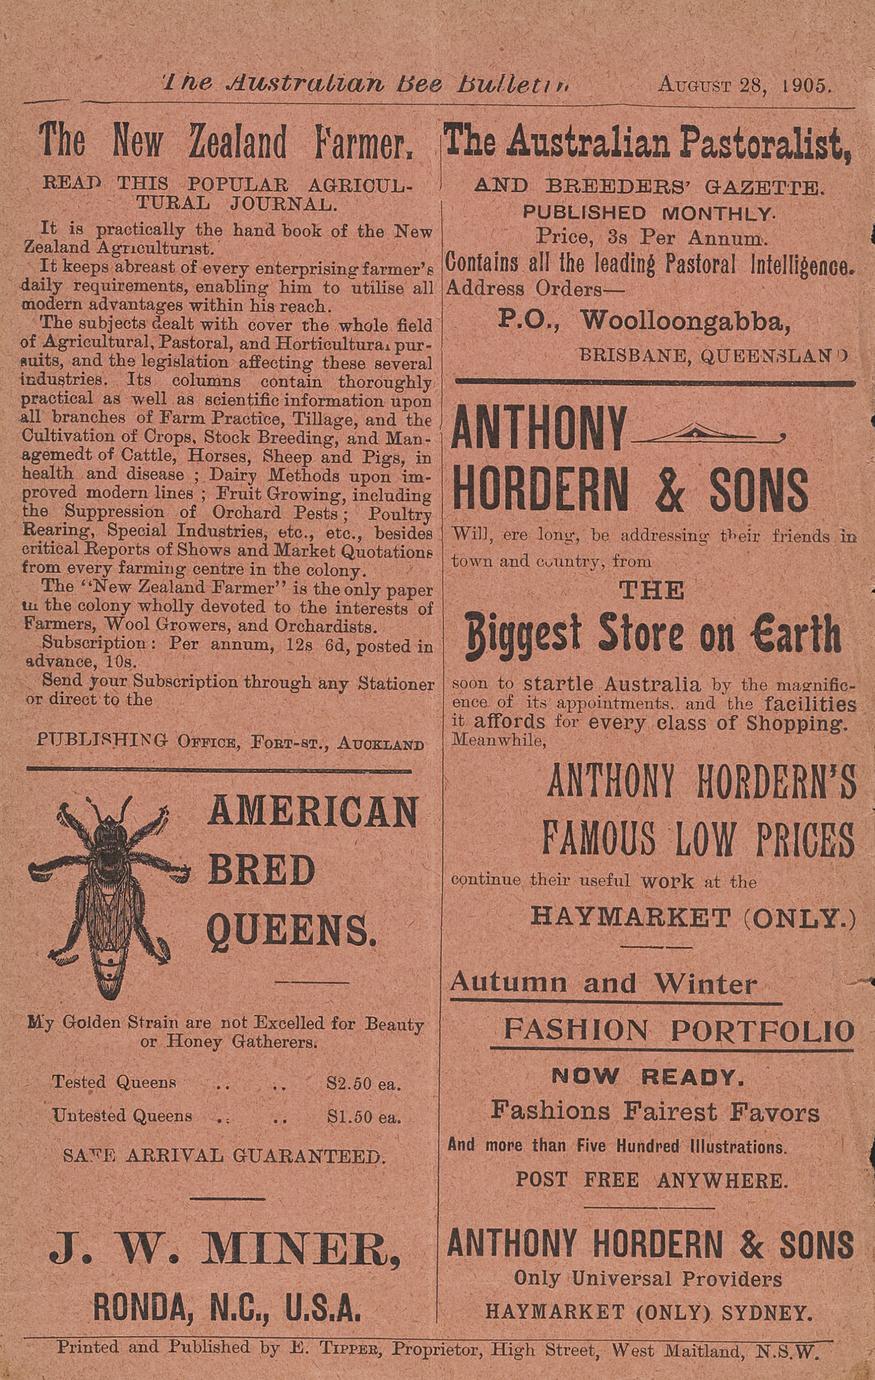 The Australian Bee Bulletin August 28, 1905.
The New Zealand Farmer.
READ THIS POPULAR AGRICUL-
TURAL JOURNAL.
It is practically the hand book of the New
Zealand Agriculturist.
It keeps abreast of every enterprising farmer's
daily requirements, enabling him to utilise all
modern advantages within his reach.
The subjects dealt with cover the whole field
of Agricultural, Pastoral, and Horticultural pur-
suits, and the legislation affecting these several
industries. Its columns contain thoroughly
practical as well as scientific information upon
all branches of Farm Practice, Tillage, and the
Cultivation of Crops, Stock Breeding, and Man-
agemedt of Cattle, Horses, Sheep and Pigs, in
health and disease ; Dairy Methods upon im-
proved modern lines ; Fruit Growing, including
the Suppression of Orchard Pests ; Poultry
Rearing, Special Industries, etc., etc., besides
critical Reports of Shows and Market Quotations
from every farming centre in the colony.
The "New Zealand Farmer" is the only paper
in the colony wholly devoted to the interests of
Farmers, Wool Growers, and Orchardists.
Subscription : Per annum, 12s 6d, posted in
advance, 10s.
Send your Subscription through any Stationer
or direct to the
PUBLISHING Office, Fort-st., Auckland
AMERICAN
BRED
QUEENS.
My Golden Strain are not Excelled for Beauty
or Honey Gatherers.
Tested Queens .. .. $2.50 ea.
Untested Queens .. .. $1.50 ea.
SAFE ARRIVAL GUARANTEED.
J. W. MINER,
RONDA, N.C., U.S.A.
The Australian Pastoralist,
AND BREEDERS' GAZETTE.
PUBLISHED MONTHLY.
Price, 3s Per Annum.
Contains all the leading Pastoral Intelligence.
Address Orders—
P.O., Woolloongabba,
BRISBANE, QUEENSLAND
ANTHONY
HORDERN & SONS
Will, ere long, be addressing their friends in
town and country, from
THE
Biggest Store on Earth
soon to startle Australia by the magnific-
ence of its appointments. and the facilities
it affords for every class of Shopping.
Meanwhile,
ANTHONY HORDERN'S
FAMOUS LOW PRICES
continue their useful work at the
HAYMARKET (ONLY.)
Autumn and Winter
FASHION PORTFOLIO
NOW READY.
Fashions Fairest Favors
And more than Five Hundred Illustrations.
POST FREE ANYWHERE.
ANTHONY HORDERN & SONS
Only Universal Providers
HAYMARKET (ONLY) SYDNEY.
Printed and Published by E. Tipper, Proprietor, High Street, West Maitland, N.S.W.